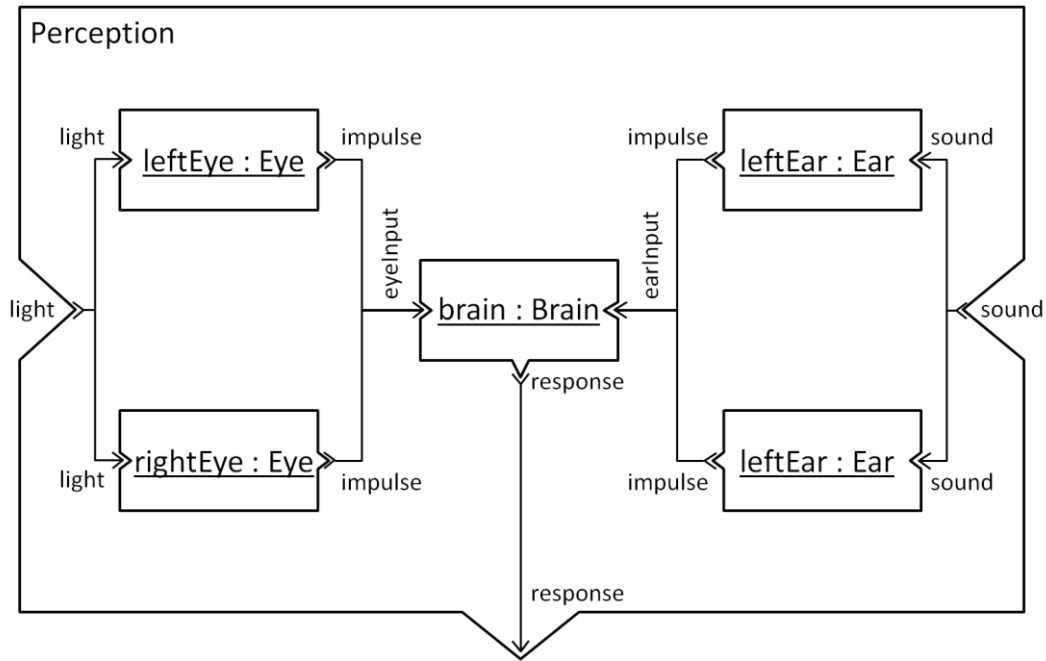 Perception
light
impulse
impulse
sound
leftEye : Eye
leftEar : Ear
eyeInput
earInput
light
brain : Brain
sound
response
rightEye : Eye
leftEar : Ear
light
impulse
impulse
sound
response